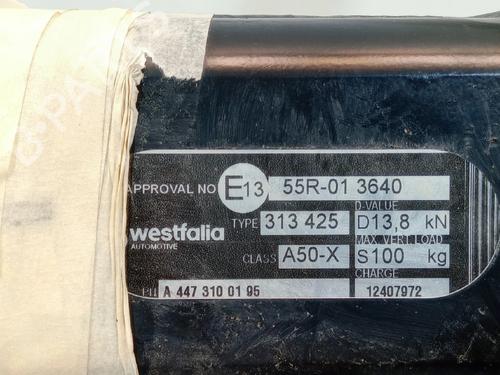 APPROVAL NO E13 55R-01 3640
D.VALUE
TYPE 313 425 D13,8 kN
westfalia
AUTOMOTIVE
MAX. VERT. LOAD
CLASS A50-X S100 kg
CHARGE
A 447 310 01 95 12407972
B-PARTS